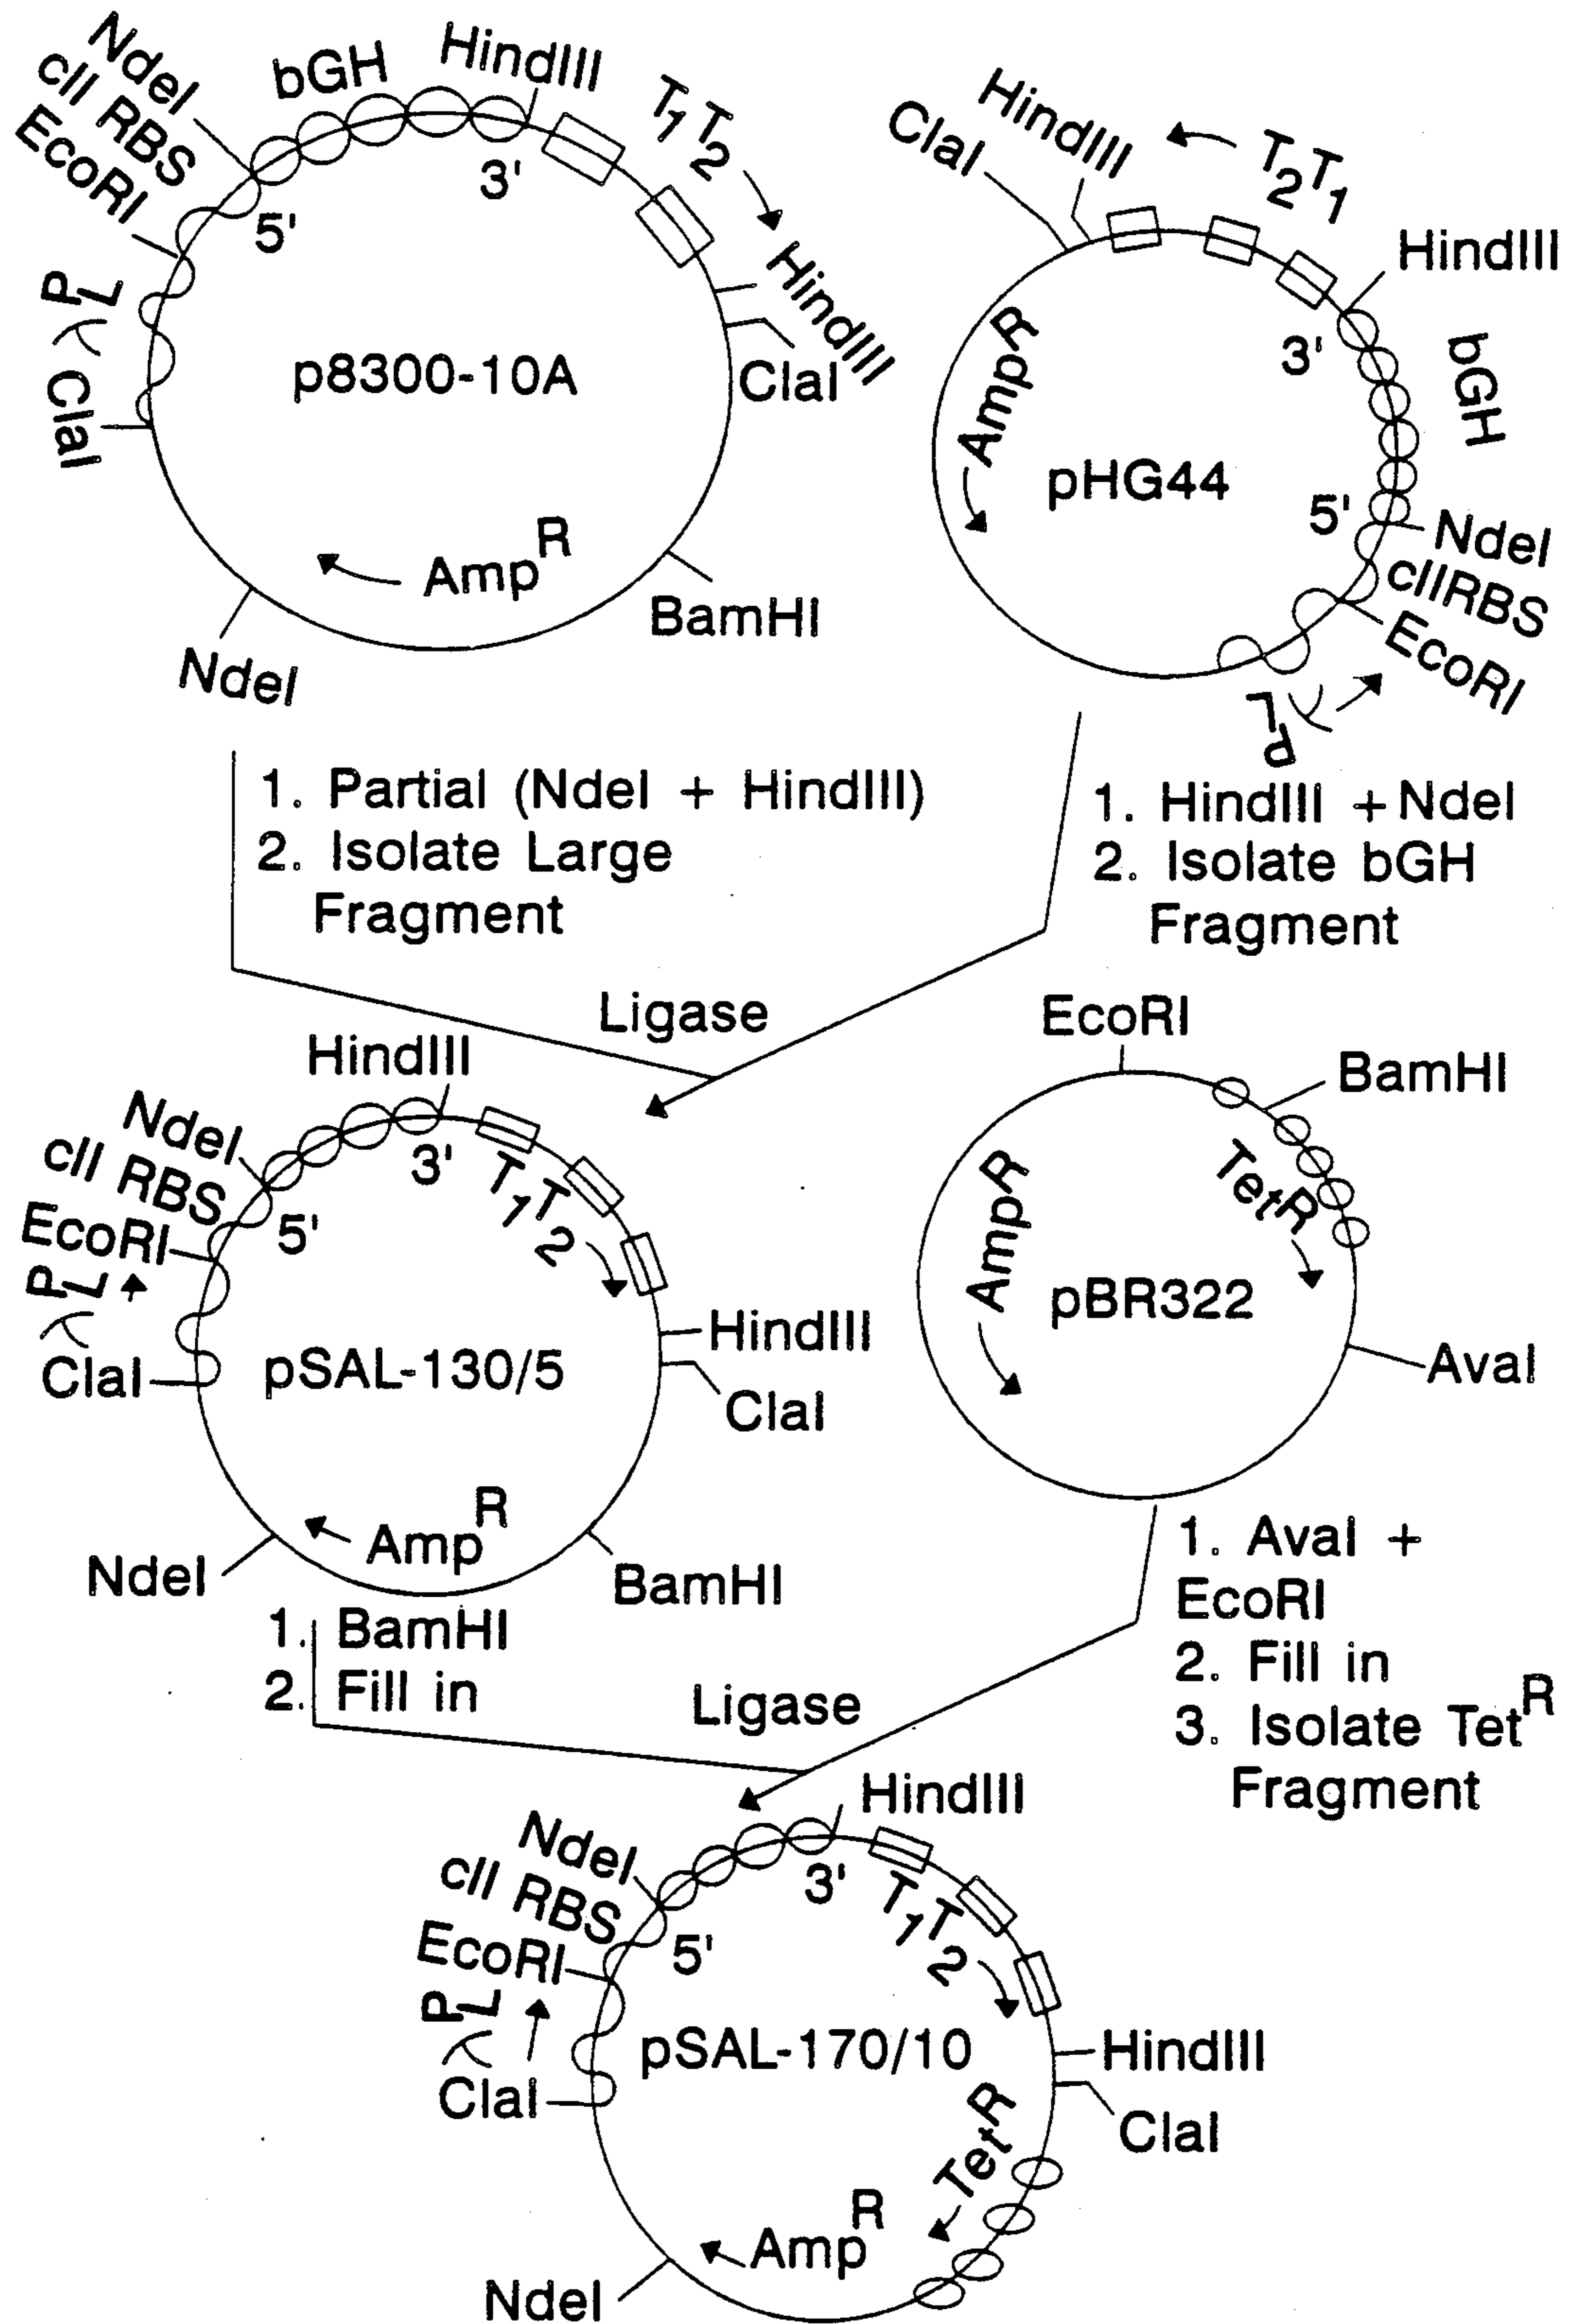 NdeI
cII RBS
EcoRI
bGH
HindIII
T1T2
HindIII
ClaI
3'
5'
λPL
ClaI
p8300-10A
AmpR
BamHI
NdeI
ClaI
HindIII
T2T1
HindIII
3'
bGH
AmpR
pHG44
5'
NdeI
cIIRBS
EcoRI
λPL
1. Partial (NdeI + HindIII)
2. Isolate Large
Fragment
1. HindIII + NdeI
2. Isolate bGH
Fragment
Ligase
HindIII
NdeI
cII RBS
EcoRI
3'
5'
T1T2
λPL
ClaI
pSAL-130/5
HindIII
ClaI
AmpR
NdeI
BamHI
EcoRI
BamHI
TetR
AmpR
pBR322
AvaI
1. BamHI
2. Fill in
Ligase
1. AvaI +
EcoRI
2. Fill in
3. Isolate TetR
Fragment
HindIII
NdeI
cII RBS
EcoRI
3'
5'
T1T2
λPL
ClaI
pSAL-170/10
HindIII
ClaI
TetR
AmpR
NdeI